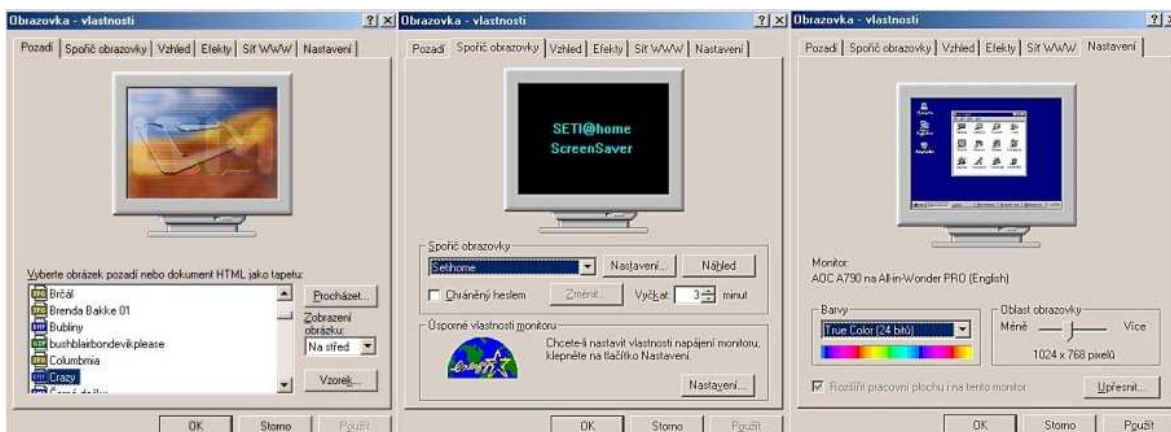 Obrazovka - vlastnosti
Pozadí Spořič obrazovky Vzhled Efekty Síť WWW Nastavení
Vyberte obrázek pozadí nebo dokument HTML jako tapetu:
Brčál
Brenda Bakke 01
Bubliny
bushblairbondevikplease
Columbmia
Crazy
Procházet...
Zobrazení
obrázku:
Na střed
Vzorek...
OK Storno Použít
Obrazovka - vlastnosti
Pozadí Spořič obrazovky Vzhled Efekty Síť WWW Nastavení
SETI@home
ScreenSaver
Spořič obrazovky
Setihome Nastavení... Náhled
Chráněný heslem Změnit... Vyčkat: 3 minut
Úsporné vlastnosti monitoru
Chcete-li nastavit vlastnosti napájení monitoru,
klepněte na tlačítko Nastavení.
Nastavení...
OK Storno Použít
Obrazovka - vlastnosti
Pozadí Spořič obrazovky Vzhled Efekty Síť WWW Nastavení
Monitor:
AOC A790 na All-in-Wonder PRO (English)
Barvy
True Color (24 bitů)
Oblast obrazovky
Méně Více
1024 x 768 pixelů
Rozšířit pracovní plochu i na tento monitor
Upřesnit...
OK Storno Použít